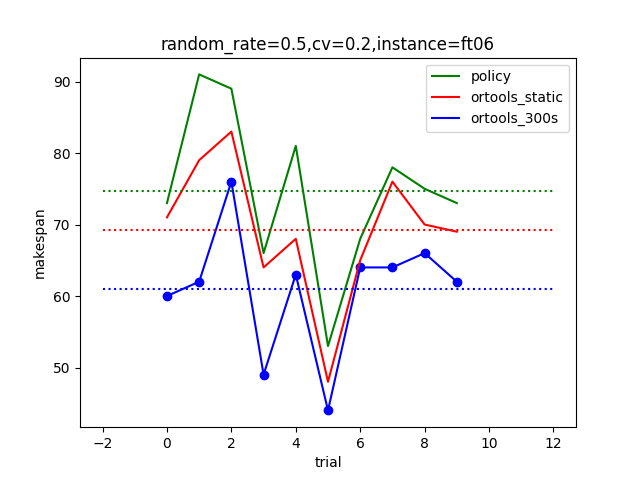 random_rate=0.5,cv=0.2,instance=ft06
policy
ortools_static
ortools_300s
makespan
90
80
70
60
50
−2
0
2
4
6
8
10
12
trial